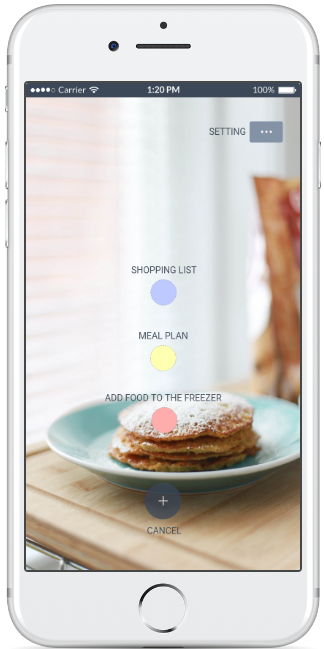 Carrier 1:20 PM 100%
SETTING
SHOPPING LIST
MEAL PLAN
ADD FOOD TO THE FREEZER
+
CANCEL